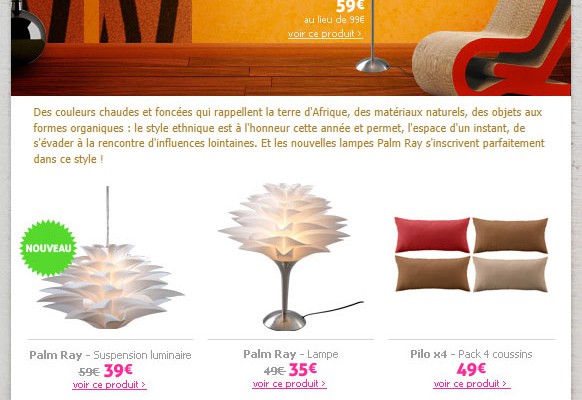 59€
au lieu de 99€
voir ce produit >
Des couleurs chaudes et foncées qui rappellent la terre d'Afrique, des matériaux naturels, des objets aux
formes organiques : le style ethnique est à l'honneur cette année et permet, l'espace d'un instant, de
s'évader à la rencontre d'influences lointaines. Et les nouvelles lampes Palm Ray s'inscrivent parfaitement
dans ce style !
NOUVEAU
Palm Ray - Suspension luminaire
59€ 39€
voir ce produit >
Palm Ray - Lampe
49€ 35€
voir ce produit >
Pilo x4 - Pack 4 coussins
49€
voir ce produit >